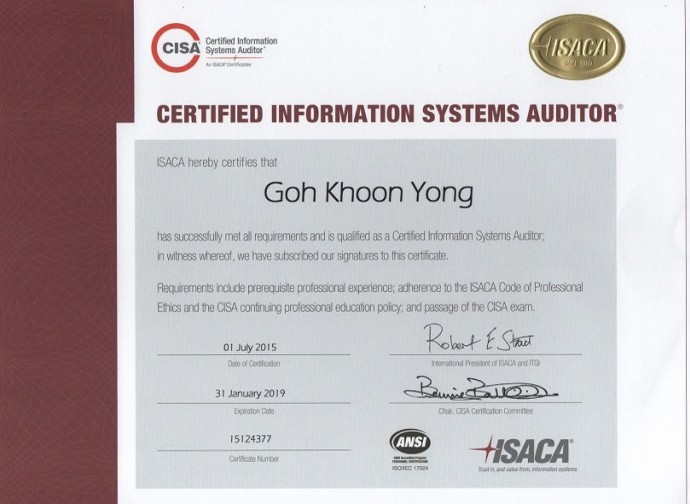 CISA Certified Information
Systems Auditor®
An ISACA® Certification
ISACA
CERTIFIED INFORMATION SYSTEMS AUDITOR®
ISACA hereby certifies that
Goh Khoon Yong
has successfully met all requirements and is qualified as a Certified Information Systems Auditor;
in witness whereof, we have subscribed our signatures to this certificate.
Requirements include prerequisite professional experience; adherence to the ISACA Code of Professional
Ethics and the CISA continuing professional education policy; and passage of the CISA exam.
01 July 2015
Date of Certification
Robert E Stroud
International President of ISACA and ITGI
31 January 2019
Expiration Date
Chair, CISA Certification Committee
15124377
Certificate Number
ANSI
ANSI Accredited Program
PERSONNEL CERTIFICATION
ISO/IEC 17024
ISACA®
Trust in, and value from, information systems